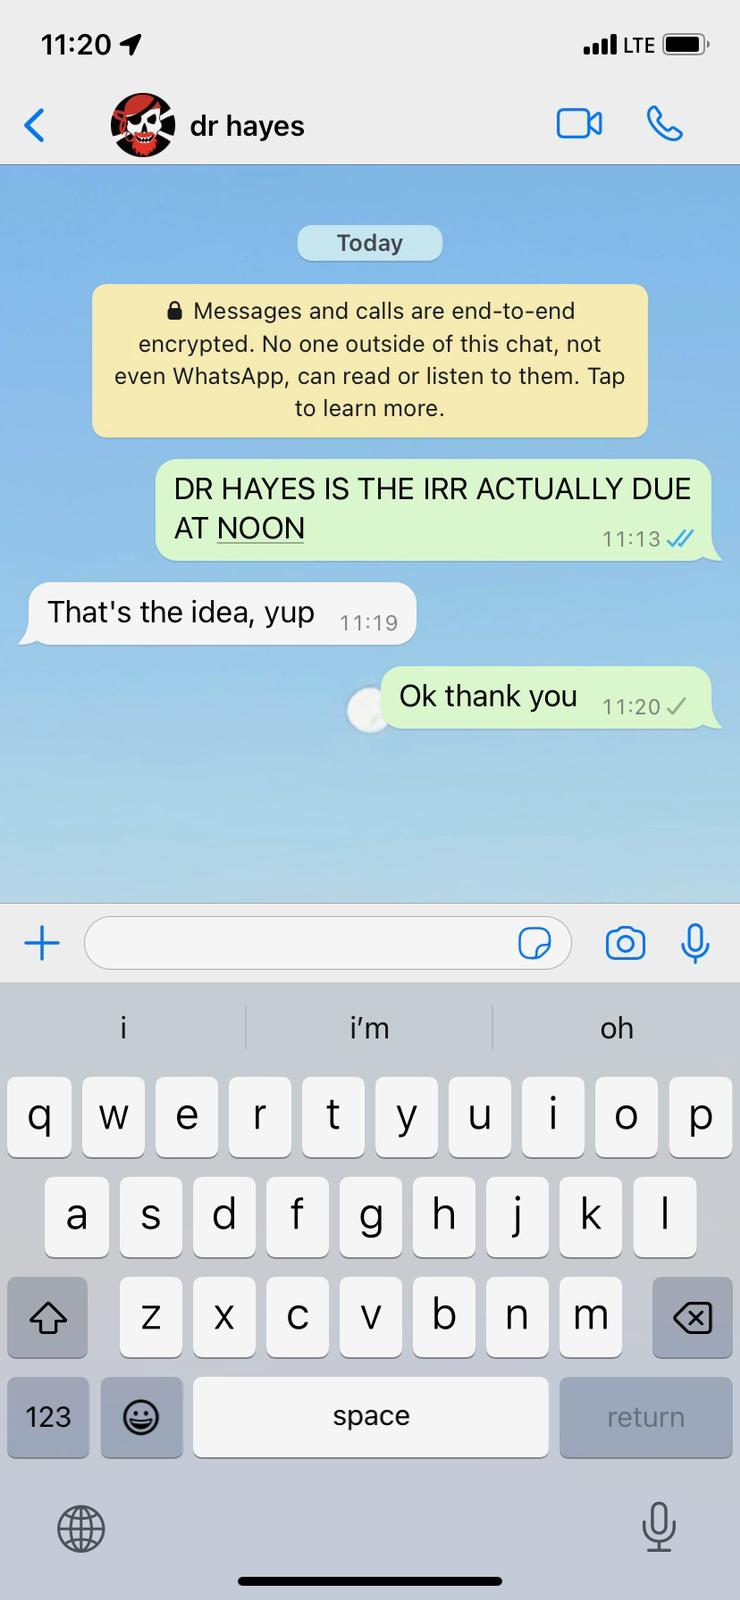 11:20
LTE
dr hayes
Today
Messages and calls are end-to-end
encrypted. No one outside of this chat, not
even WhatsApp, can read or listen to them. Tap
to learn more.
DR HAYES IS THE IRR ACTUALLY DUE
AT NOON
11:13
That's the idea, yup 11:19
Ok thank you 11:20
i i'm oh
q w e r t y u i o p
a s d f g h j k l
z x c v b n m
123 space return